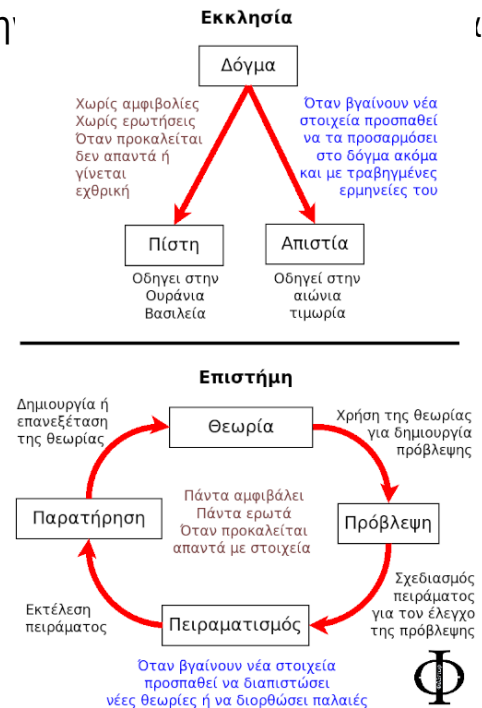 Εκκλησία
Δόγμα
Χωρίς αμφιβολίες
Χωρίς ερωτήσεις
Όταν προκαλείται
δεν απαντά ή
γίνεται
εχθρική
Όταν βγαίνουν νέα
στοιχεία προσπαθεί
να τα προσαρμόσει
στο δόγμα ακόμα
και με τραβηγμένες
ερμηνείες του
Πίστη
Απιστία
Οδηγει στην
Ουράνια
Βασιλεία
Οδηγεί στην
αιώνια
τιμωρία
Επιστήμη
Δημιουργία ή
επανεξέταση
της θεωρίας
Θεωρία
Χρήση της θεωρίας
για δημιουργία
πρόβλεψης
Παρατήρηση
Πάντα αμφιβάλει
Πάντα ερωτά
Όταν προκαλείται
απαντά με στοιχεία
Πρόβλεψη
Εκτέλεση
πειράματος
Πειραματισμός
Σχεδιασμός
πειράματος
για τον έλεγχο
της πρόβλεψης
Όταν βγαίνουν νέα στοιχεία
προσπαθεί να διαπιστώσει
νέες θεωρίες ή να διορθώσει παλαιές